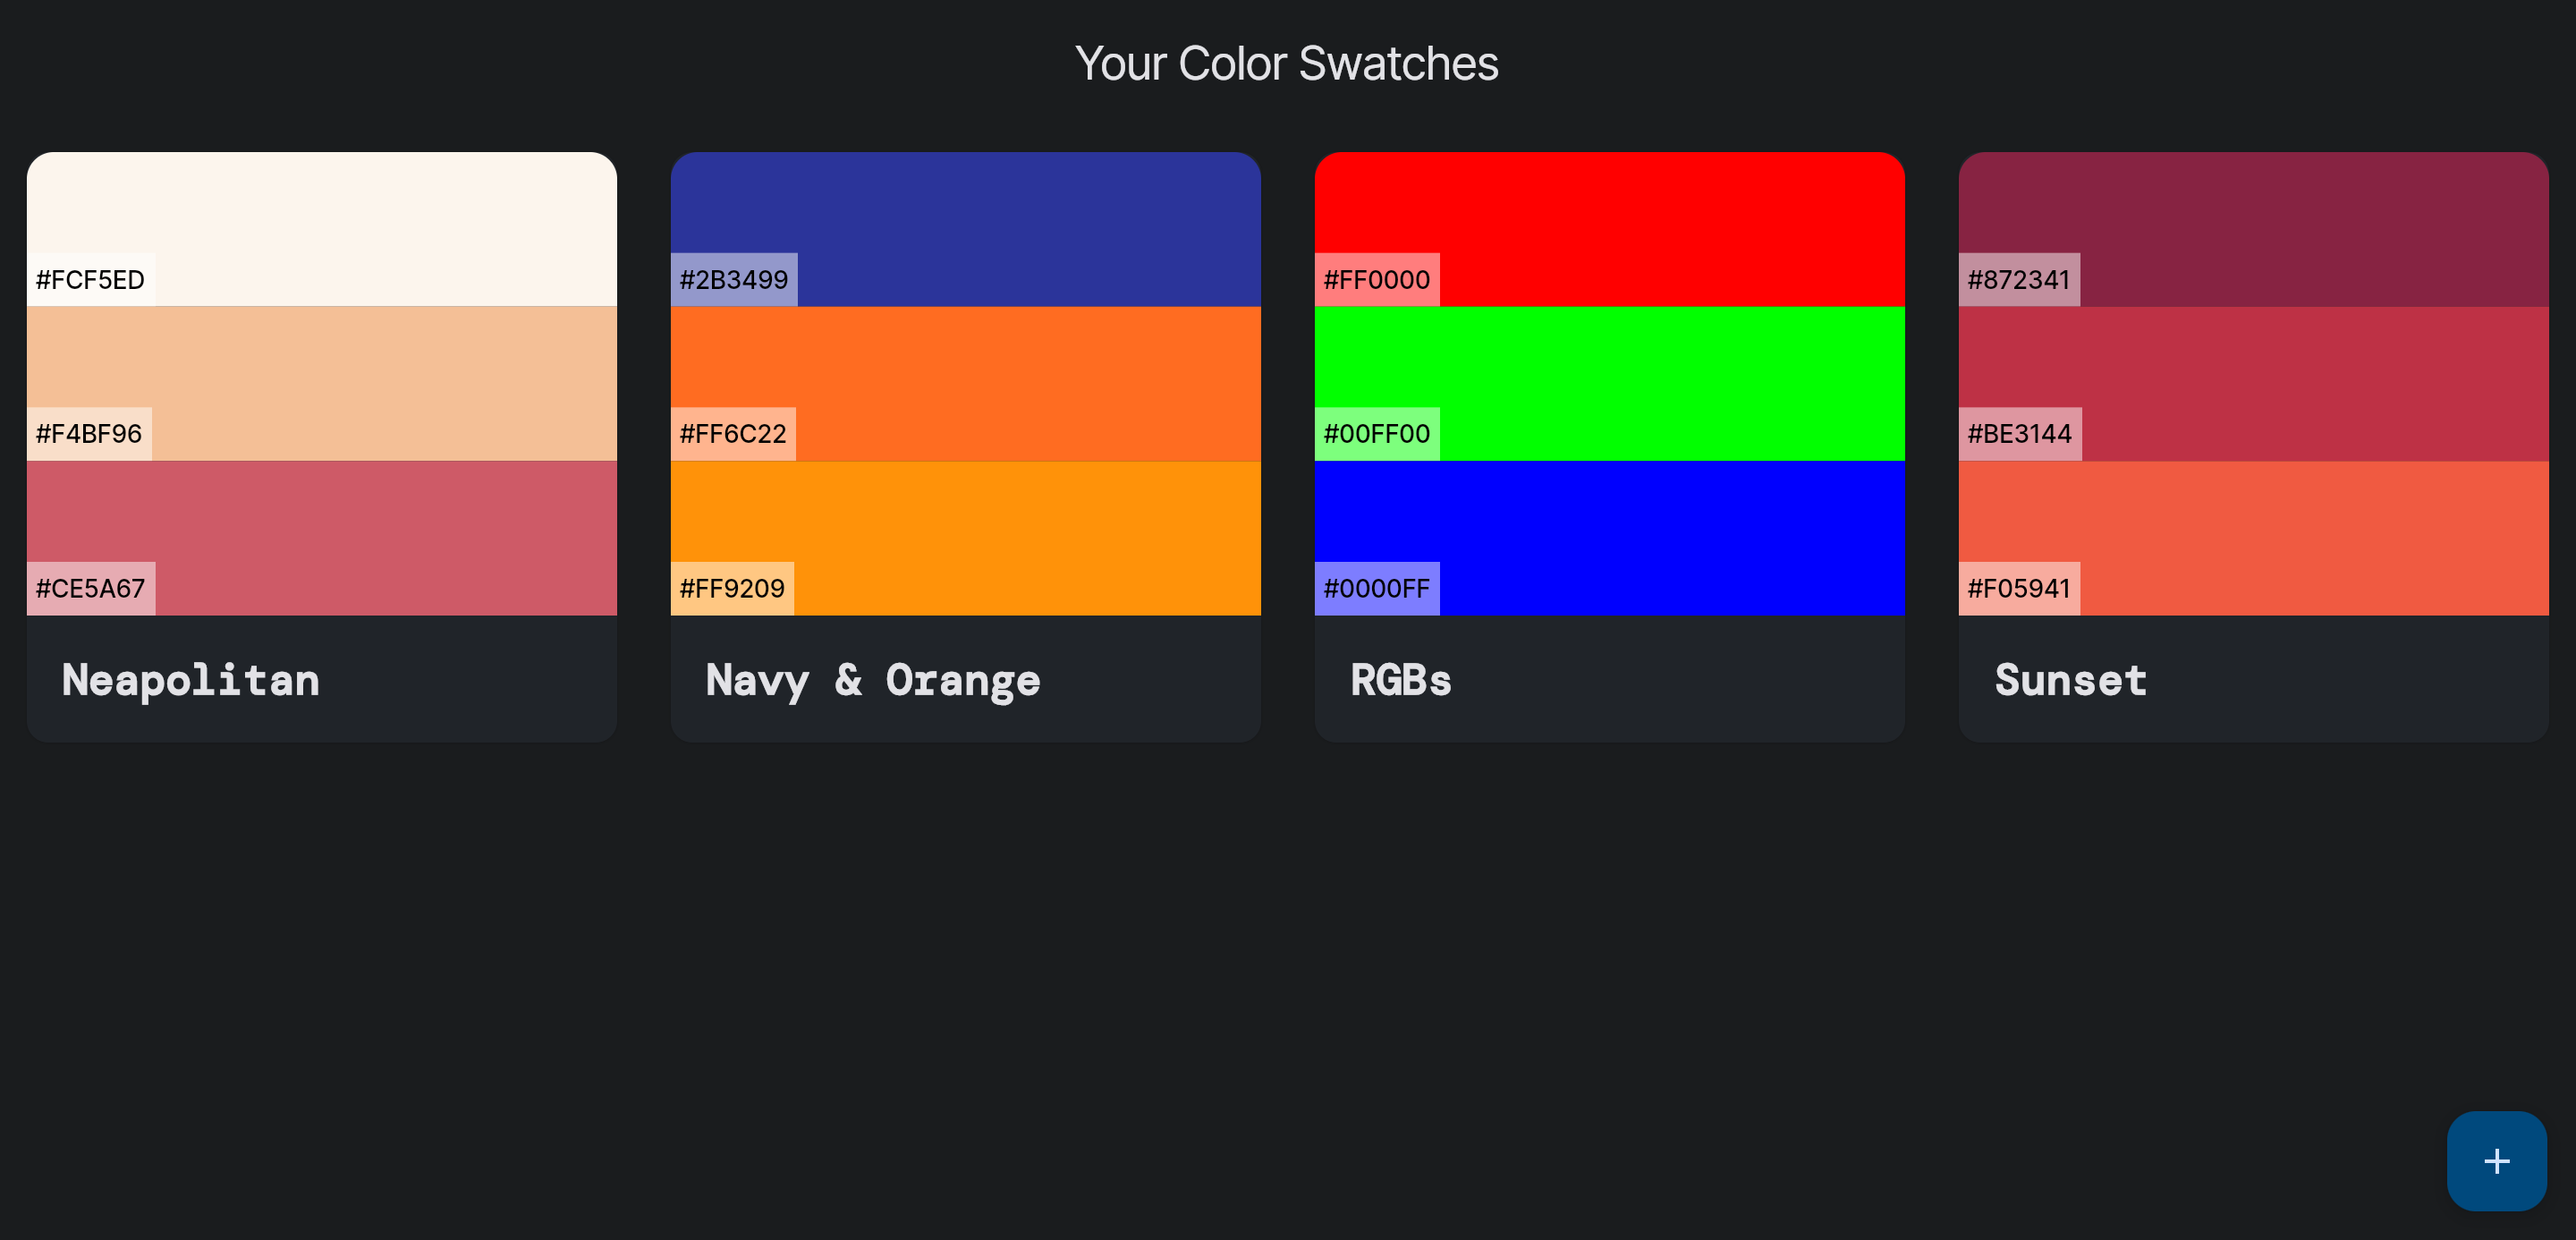 Your Color Swatches
#FCF5ED
#F4BF96
#CE5A67
Neapolitan
#2B3499
#FF6C22
#FF9209
Navy & Orange
#FF0000
#00FF00
#0000FF
RGBs
#872341
#BE3144
#F05941
Sunset
+